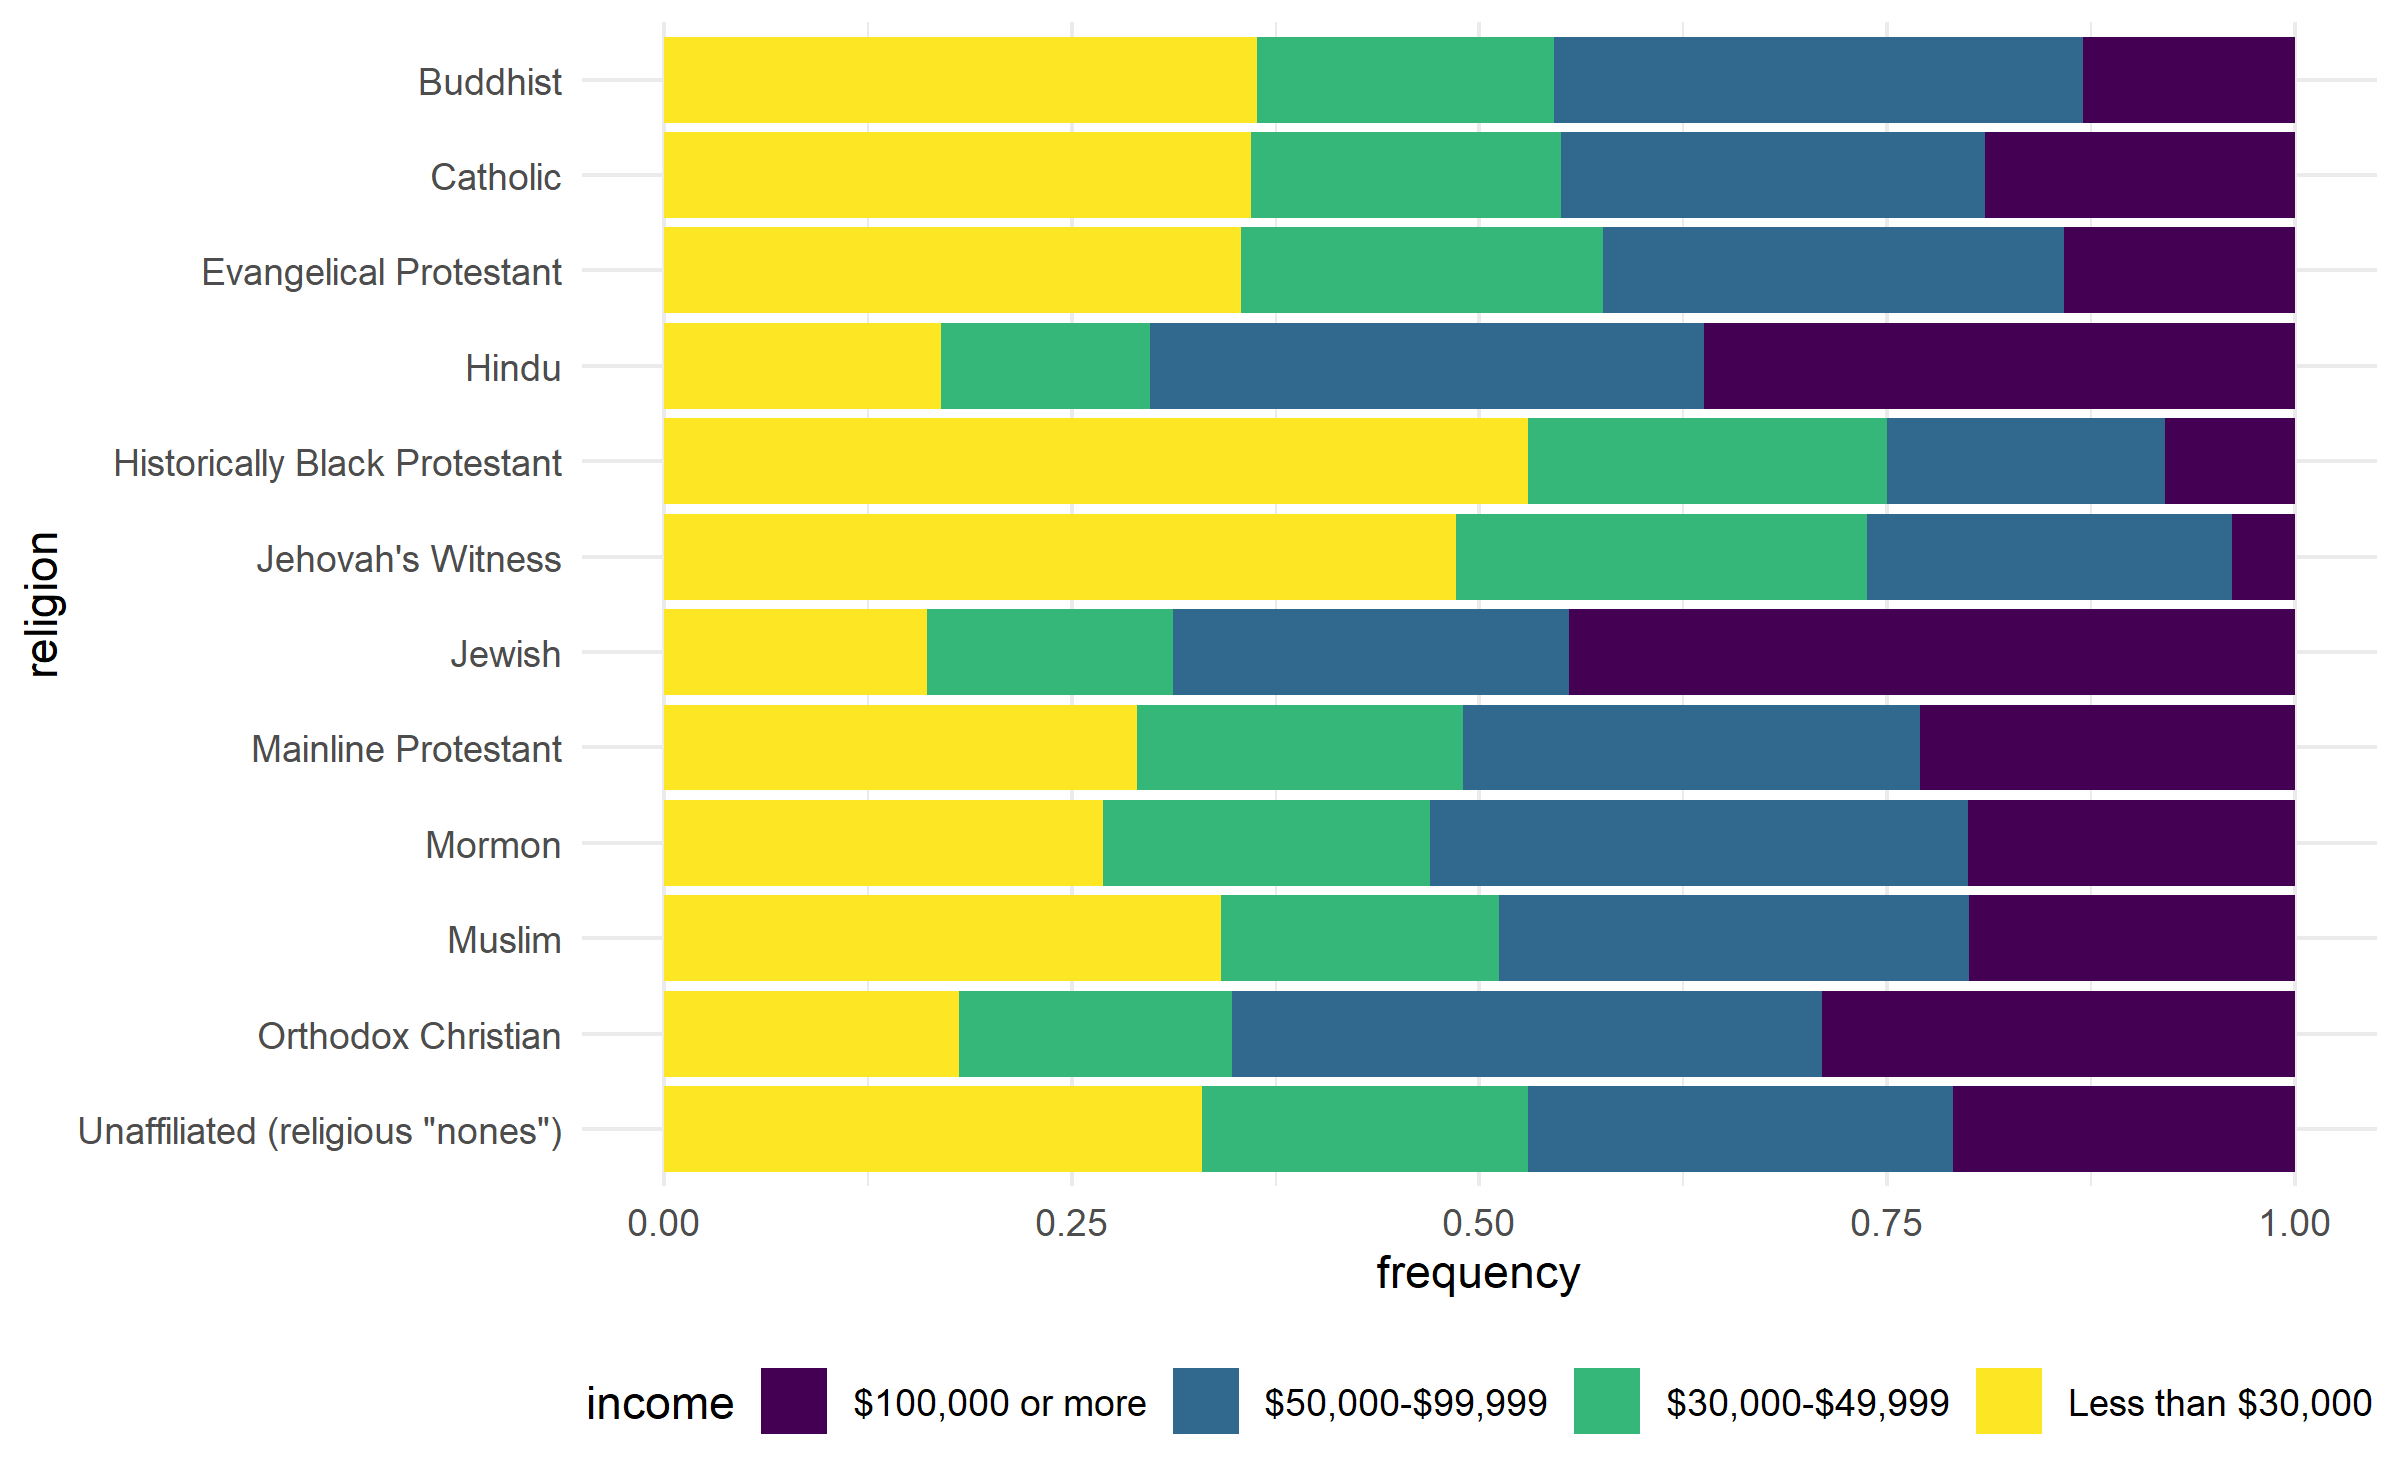 Buddhist
Catholic
Evangelical Protestant
Hindu
Historically Black Protestant
Jehovah's Witness
Jewish
Mainline Protestant
Mormon
Muslim
Orthodox Christian
Unaffiliated (religious "nones")
religion
0.00 0.25 0.50 0.75 1.00
frequency
income $100,000 or more $50,000-$99,999 $30,000-$49,999 Less than $30,000